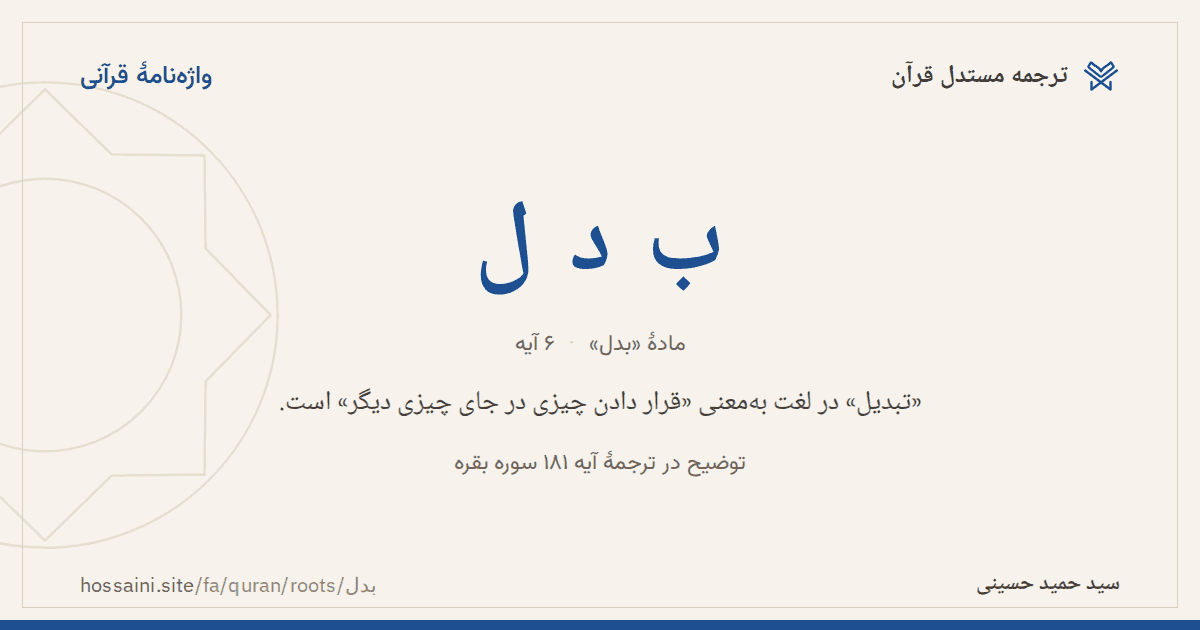 ترجمه مستدل قرآن
واژه‌نامهٔ قرآنی
ب د ل
مادهٔ «بدل» · ۶ آیه
«تبدیل» در لغت به‌معنی «قرار دادن چیزی در جای چیزی دیگر» است.
توضیح در ترجمهٔ آیه ۱۸۱ سوره بقره
سید حمید حسینی
hossaini.site/fa/quran/roots/بدل